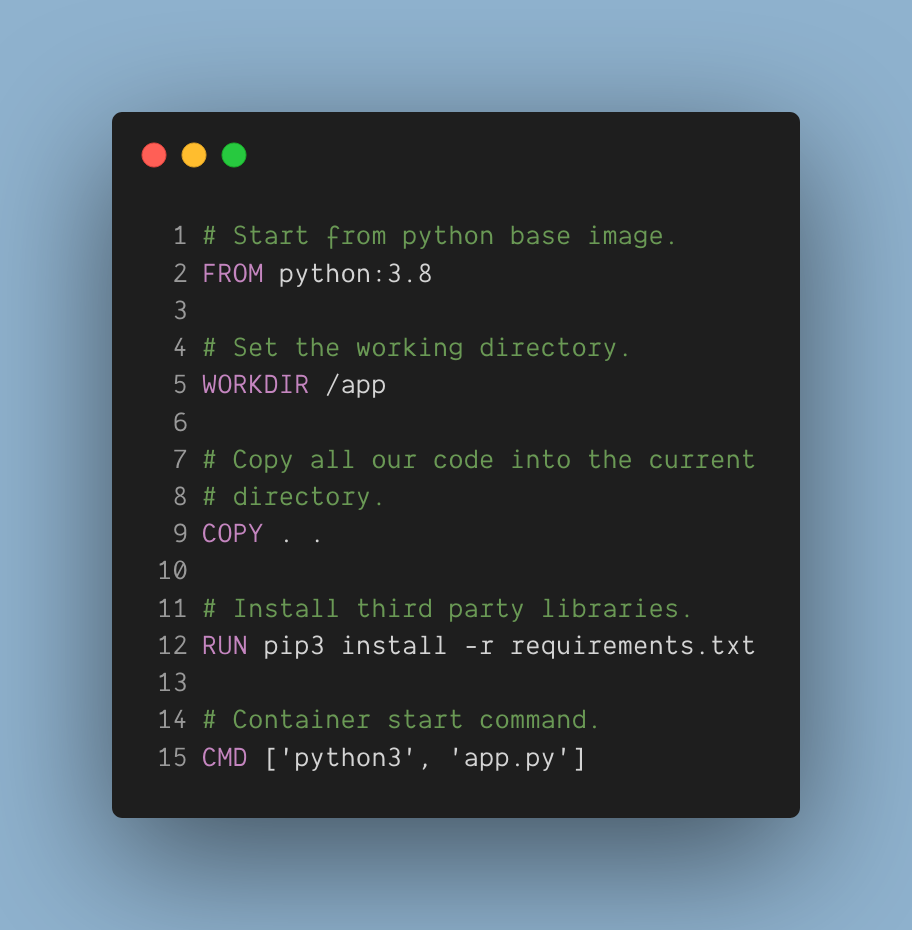 1 # Start from python base image.
2 FROM python:3.8
3
4 # Set the working directory.
5 WORKDIR /app
6
7 # Copy all our code into the current
8 # directory.
9 COPY . .
10
11 # Install third party libraries.
12 RUN pip3 install -r requirements.txt
13
14 # Container start command.
15 CMD ['python3', 'app.py']